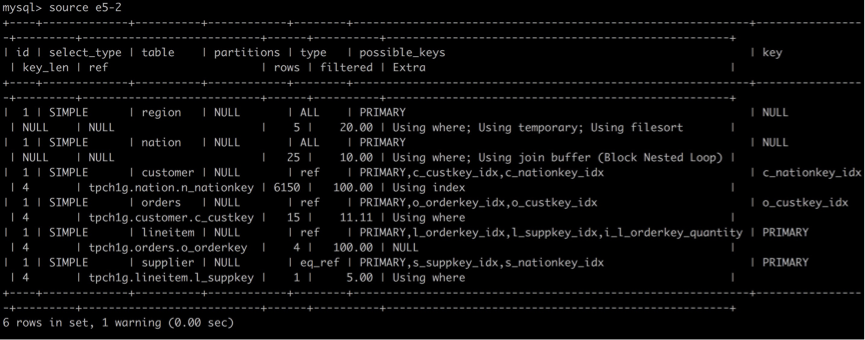 mysql> source e5-2
+----+-------------+----------+------------+--------+-----------------------------------------------------------+----------------
-+---------+----------------------------+------+----------+----------------------------------------------------+
| id | select_type | table | partitions | type | possible_keys | key
| key_len | ref | rows | filtered | Extra |
+----+-------------+----------+------------+--------+-----------------------------------------------------------+----------------
-+---------+----------------------------+------+----------+----------------------------------------------------+
| 1 | SIMPLE | region | NULL | ALL | PRIMARY | NULL
| NULL | NULL | 5 | 20.00 | Using where; Using temporary; Using filesort |
| 1 | SIMPLE | nation | NULL | ALL | PRIMARY | NULL
| NULL | NULL | 25 | 10.00 | Using where; Using join buffer (Block Nested Loop) |
| 1 | SIMPLE | customer | NULL | ref | PRIMARY,c_custkey_idx,c_nationkey_idx | c_nationkey_idx
| 4 | tpch1g.nation.n_nationkey | 6150 | 100.00 | Using index |
| 1 | SIMPLE | orders | NULL | ref | PRIMARY,o_orderkey_idx,o_custkey_idx | o_custkey_idx
| 4 | tpch1g.customer.c_custkey | 15 | 11.11 | Using where |
| 1 | SIMPLE | lineitem | NULL | ref | PRIMARY,l_orderkey_idx,l_suppkey_idx,i_l_orderkey_quantity | PRIMARY
| 4 | tpch1g.orders.o_orderkey | 4 | 100.00 | NULL |
| 1 | SIMPLE | supplier | NULL | eq_ref | PRIMARY,s_suppkey_idx,s_nationkey_idx | PRIMARY
| 4 | tpch1g.lineitem.l_suppkey | 1 | 5.00 | Using where |
+----+-------------+----------+------------+--------+-----------------------------------------------------------+----------------
-+---------+----------------------------+------+----------+----------------------------------------------------+
6 rows in set, 1 warning (0.00 sec)